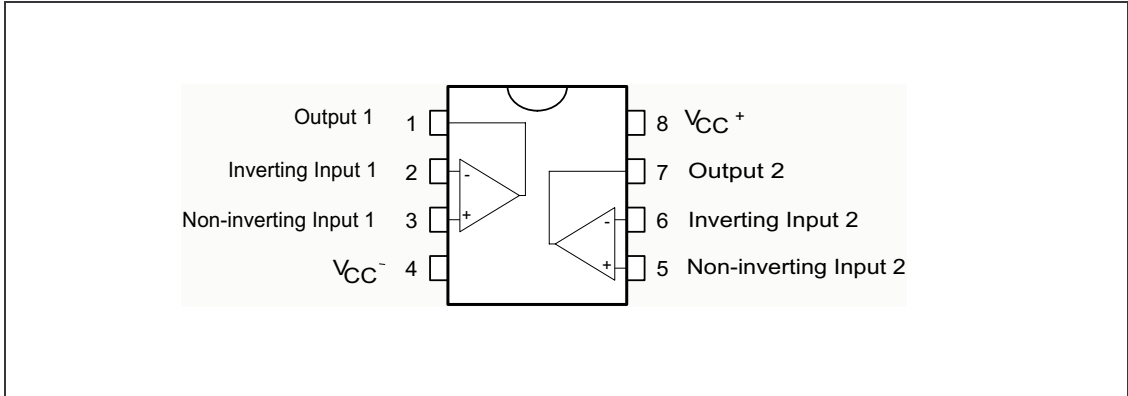 Output 1 1
Inverting Input 1 2
-
Non-inverting Input 1 3
+
VCC- 4
8 VCC+
7 Output 2
6 Inverting Input 2
-
5 Non-inverting Input 2
+